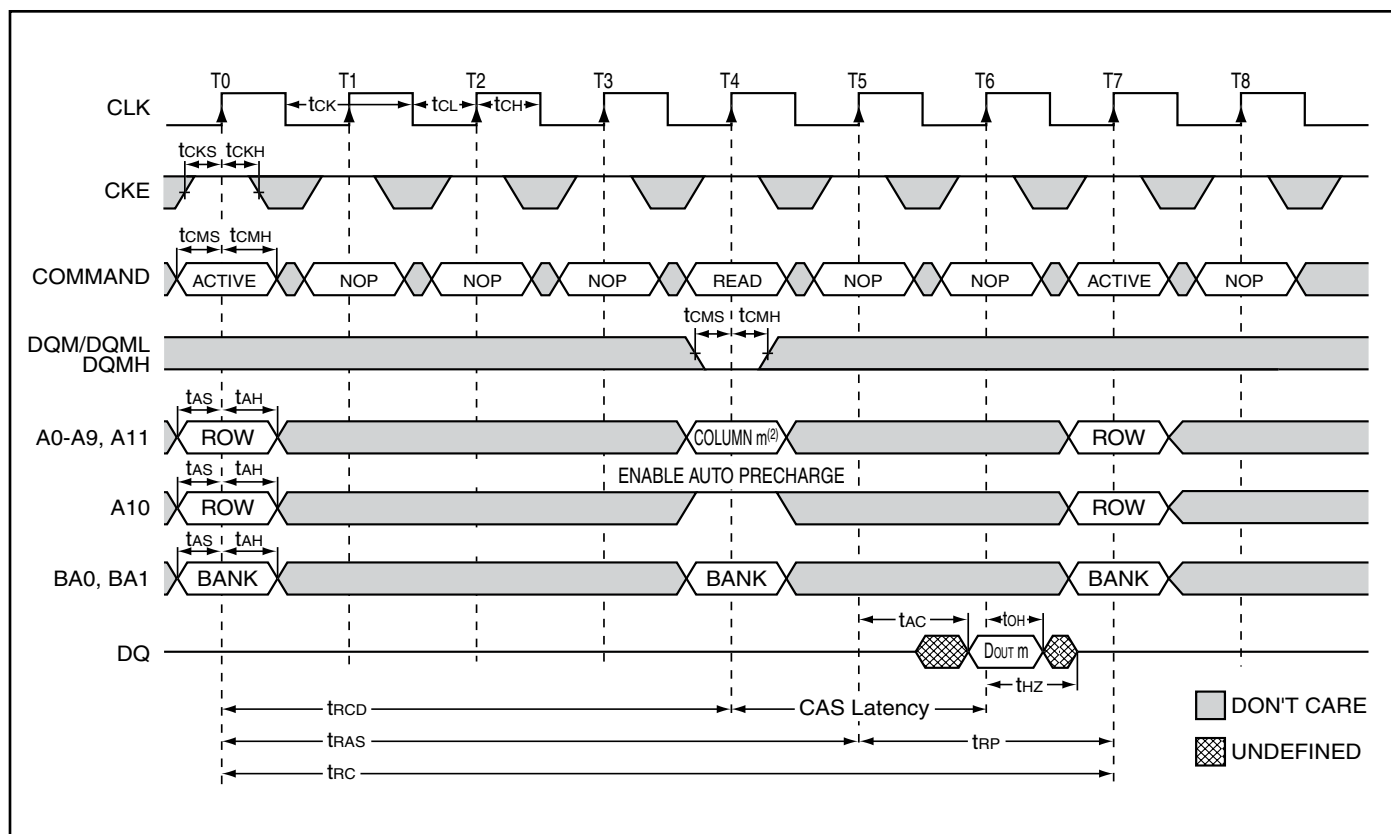 T0 T1 T2 T3 T4 T5 T6 T7 T8
CLK tCK tCL tCH
tCKS tCKH
CKE
tCMS tCMH
COMMAND ACTIVE NOP NOP NOP READ NOP NOP ACTIVE NOP
tCMS tCMH
DQM/DQML
DQMH
tAS tAH
A0-A9, A11 ROW COLUMN m(2) ROW
tAS tAH ENABLE AUTO PRECHARGE
A10 ROW ROW
tAS tAH
BA0, BA1 BANK BANK BANK
tAC tOH
DQ DOUT m
tHZ
tRCD CAS Latency
DON'T CARE
tRAS tRP
UNDEFINED
tRC